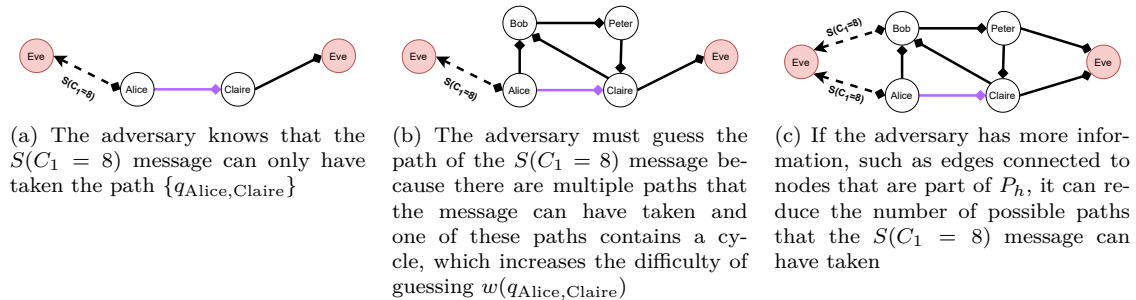 Eve
S(C₁=8)
Alice
Claire
Eve
(a) The adversary knows that the
S(C₁ = 8) message can only have
taken the path {q_Alice,Claire}
Bob
Peter
Eve
S(C₁=8)
Alice
Claire
Eve
(b) The adversary must guess the
path of the S(C₁ = 8) message be-
cause there are multiple paths that
the message can have taken and
one of these paths contains a cy-
cle, which increases the difficulty of
guessing w(q_Alice,Claire)
S(C₁=8)
Bob
Peter
Eve
Eve
S(C₁=8)
Alice
Claire
(c) If the adversary has more infor-
mation, such as edges connected to
nodes that are part of P_h, it can re-
duce the number of possible paths
that the S(C₁ = 8) message can
have taken